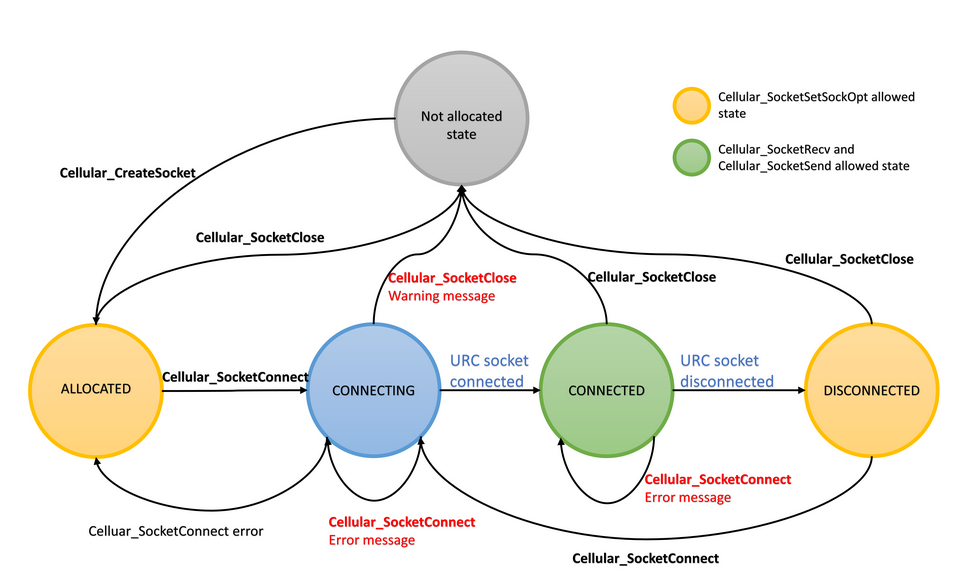 Not allocated
state
Cellular_SocketSetSockOpt allowed
state
Cellular_SocketRecv and
Cellular_SocketSend allowed state
Cellular_CreateSocket
Cellular_SocketClose
Cellular_SocketClose
Warning message
Cellular_SocketClose
Cellular_SocketClose
ALLOCATED
Cellular_SocketConnect
CONNECTING
URC socket
connected
CONNECTED
URC socket
disconnected
DISCONNECTED
Celluar_SocketConnect error
Cellular_SocketConnect
Error message
Cellular_SocketConnect
Error message
Cellular_SocketConnect